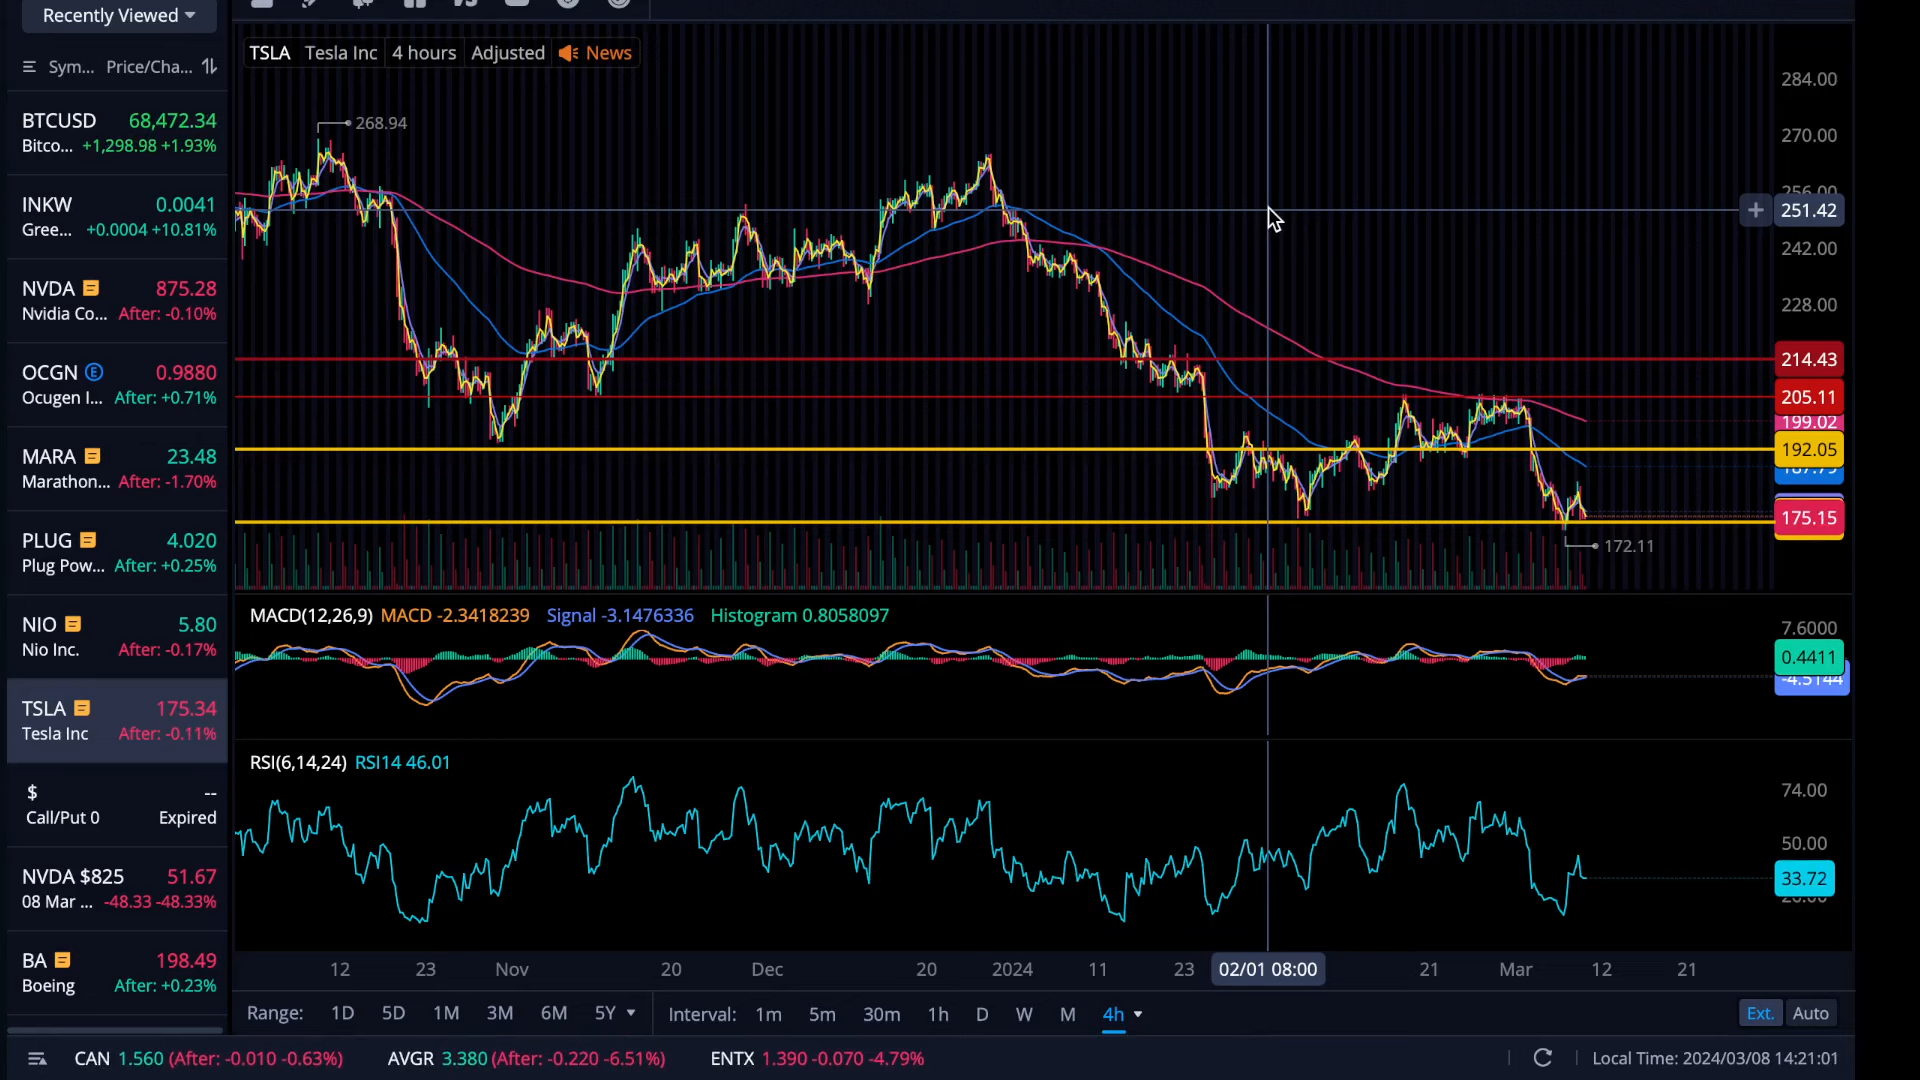 Recently Viewed
Sym... Price/Cha...
BTCUSD 68,472.34
Bitco... +1,298.98 +1.93%
INKW 0.0041
Gree... +0.0004 +10.81%
NVDA 875.28
Nvidia Co... After: -0.10%
OCGN E 0.9880
Ocugen I... After: +0.71%
MARA 23.48
Marathon... After: -1.70%
PLUG 4.020
Plug Pow... After: +0.25%
NIO 5.80
Nio Inc. After: -0.17%
TSLA 175.34
Tesla Inc After: -0.11%
$ --
Call/Put 0 Expired
NVDA $825 51.67
08 Mar ... -48.33 -48.33%
BA 198.49
Boeing After: +0.23%
TSLA Tesla Inc 4 hours Adjusted News
268.94
172.11
284.00
270.00
256.00
251.42
242.00
228.00
214.43
205.11
199.02
192.05
187.79
175.15
MACD(12,26,9) MACD -2.3418239 Signal -3.1476336 Histogram 0.8058097
7.6000
0.4411
-4.5144
RSI(6,14,24) RSI14 46.01
74.00
50.00
33.72
12 23 Nov 20 Dec 20 2024 11 23 02/01 08:00 21 Mar 12 21
Range: 1D 5D 1M 3M 6M 5Y Interval: 1m 5m 30m 1h D W M 4h Ext. Auto
CAN 1.560 (After: -0.010 -0.63%) AVGR 3.380 (After: -0.220 -6.51%) ENTX 1.390 -0.070 -4.79% Local Time: 2024/03/08 14:21:01